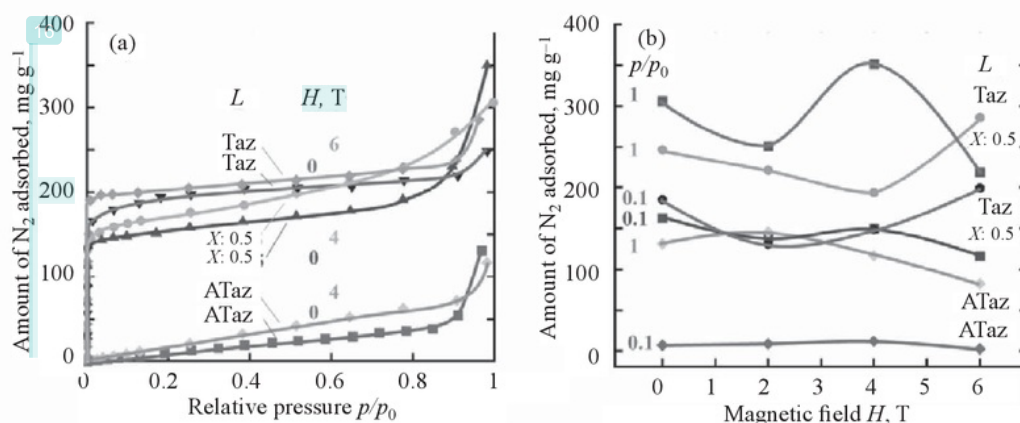 16
400
300
200
100
0
Amount of N₂ adsorbed, mg g⁻¹
(a)
L H, T
Taz 6
Taz 0
X: 0.5 4
X: 0.5 0
ATaz 4
ATaz 0
0 0.2 0.4 0.6 0.8 1
Relative pressure p/p₀
400
300
200
100
0
Amount of N₂ adsorbed, mg g⁻¹
(b)
p/p₀
1
1
0.1
0.1
1
0.1
L
Taz
X: 0.5
Taz
X: 0.5
ATaz
ATaz
0 1 2 3 4 5 6
Magnetic field H, T